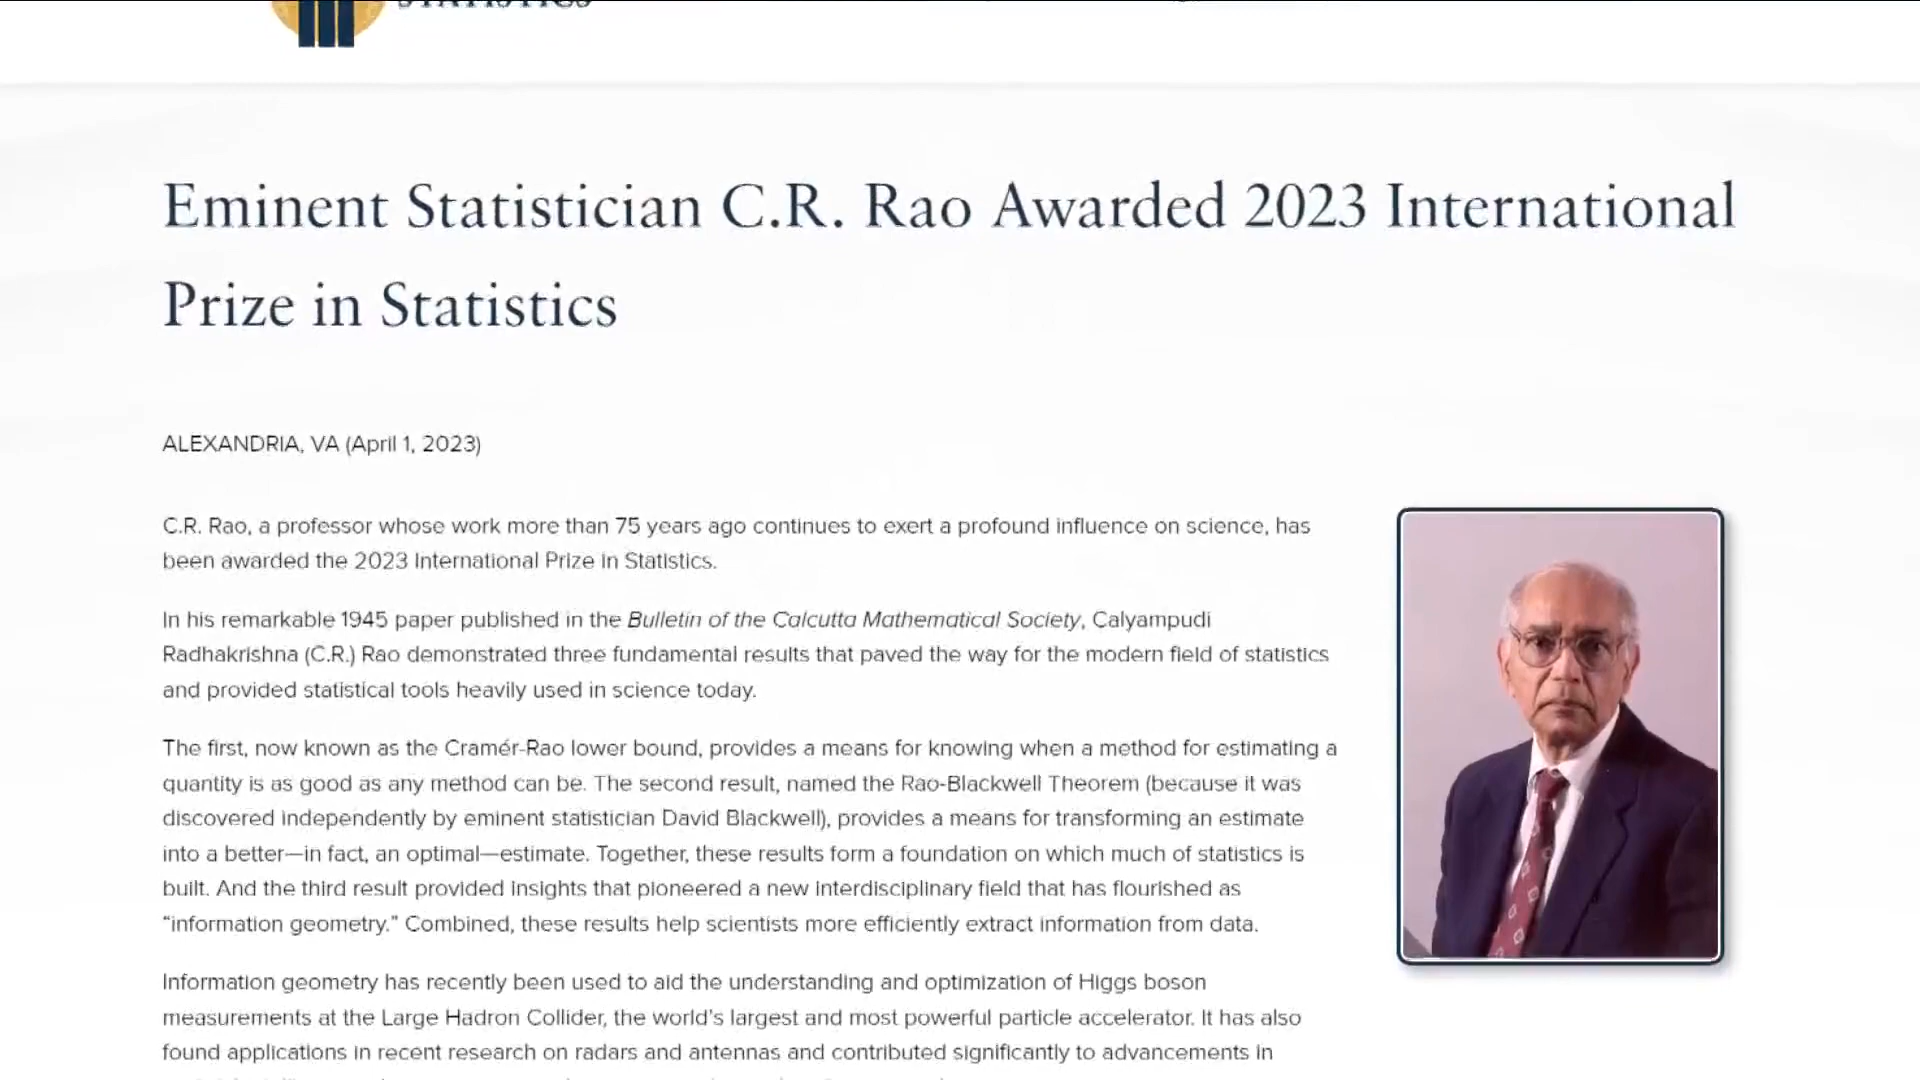 Eminent Statistician C.R. Rao Awarded 2023 International
Prize in Statistics
ALEXANDRIA, VA (April 1, 2023)
C.R. Rao, a professor whose work more than 75 years ago continues to exert a profound influence on science, has
been awarded the 2023 International Prize in Statistics.
In his remarkable 1945 paper published in the Bulletin of the Calcutta Mathematical Society, Calyampudi
Radhakrishna (C.R.) Rao demonstrated three fundamental results that paved the way for the modern field of statistics
and provided statistical tools heavily used in science today.
The first, now known as the Cramér-Rao lower bound, provides a means for knowing when a method for estimating a
quantity is as good as any method can be. The second result, named the Rao-Blackwell Theorem (because it was
discovered independently by eminent statistician David Blackwell), provides a means for transforming an estimate
into a better—in fact, an optimal—estimate. Together, these results form a foundation on which much of statistics is
built. And the third result provided insights that pioneered a new interdisciplinary field that has flourished as
“information geometry.” Combined, these results help scientists more efficiently extract information from data.
Information geometry has recently been used to aid the understanding and optimization of Higgs boson
measurements at the Large Hadron Collider, the world’s largest and most powerful particle accelerator. It has also
found applications in recent research on radars and antennas and contributed significantly to advancements in